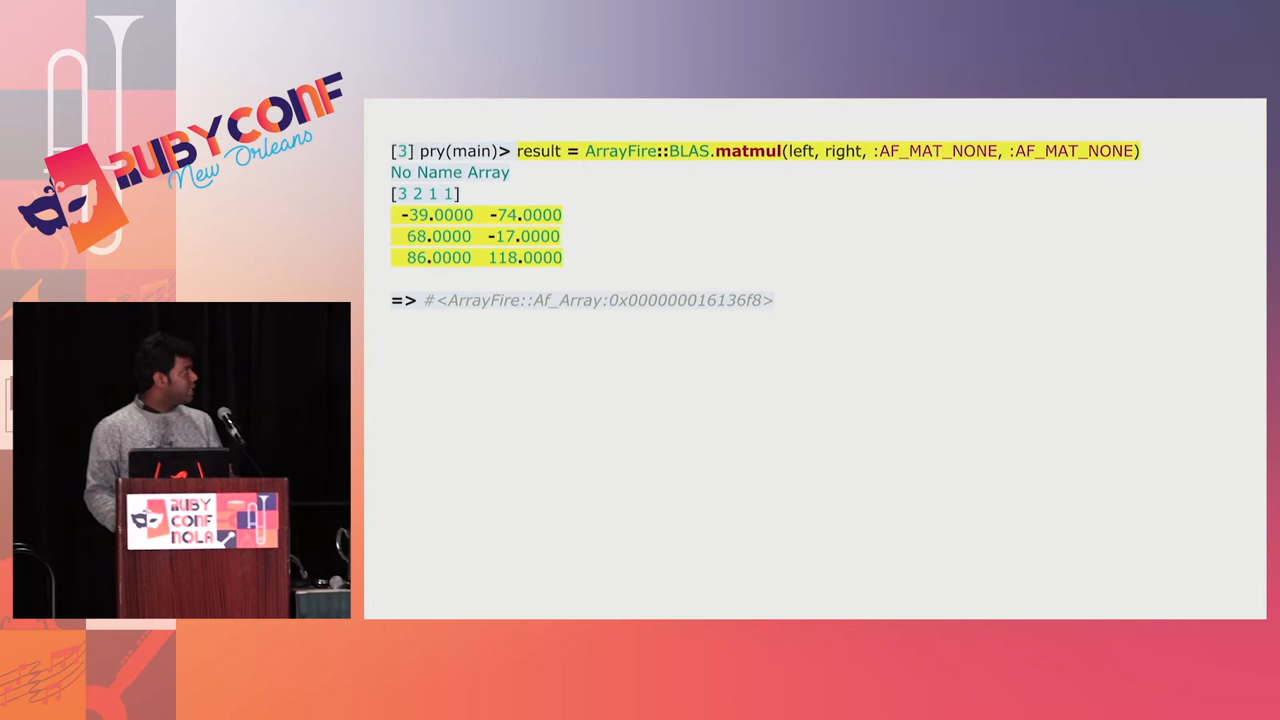 RUBYCONF
New Orleans
[3] pry(main)> result = ArrayFire::BLAS.matmul(left, right, :AF_MAT_NONE, :AF_MAT_NONE)
No Name Array
[3 2 1 1]
-39.0000 -74.0000
68.0000 -17.0000
86.0000 118.0000
=> #<ArrayFire::Af_Array:0x000000016136f8>
RUBY
CONF
NOLA